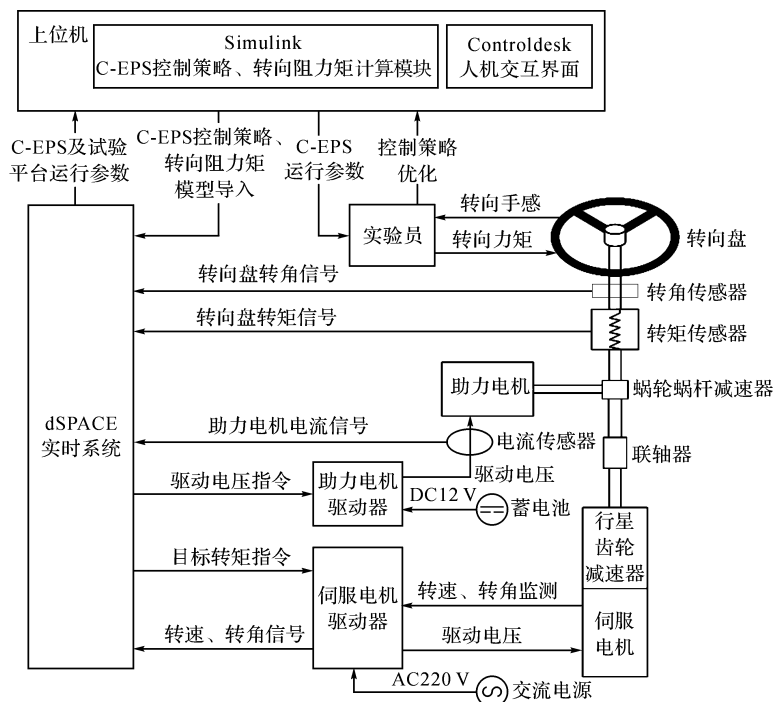 上位机
Simulink
C-EPS控制策略、转向阻力矩计算模块
Controldesk
人机交互界面
C-EPS及试验
平台运行参数
C-EPS控制策略、
转向阻力矩
模型导入
C-EPS
运行参数
控制策略
优化
实验员
转向手感
转向力矩
转向盘
转向盘转角信号
转角传感器
转向盘转矩信号
转矩传感器
助力电机
蜗轮蜗杆减速器
dSPACE
实时系统
助力电机电流信号
电流传感器
联轴器
驱动电压指令
助力电机
驱动器
驱动电压
DC12 V
蓄电池
行星
齿轮
减速器
目标转矩指令
伺服电机
驱动器
转速、转角监测
转速、转角信号
驱动电压
伺服
电机
AC220 V
交流电源